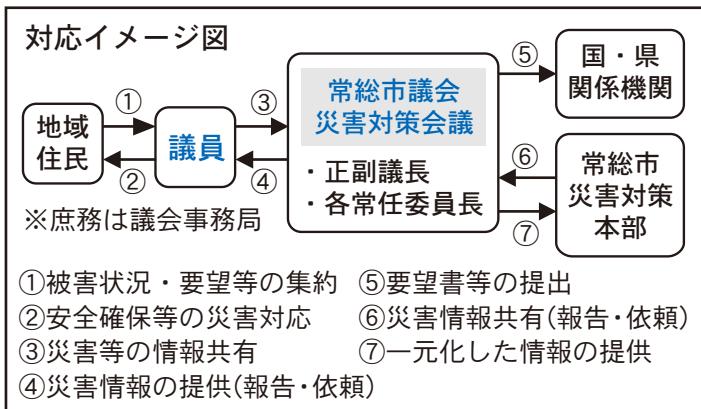 対応イメージ図
地域
住民
①
②
議員
③
④
常総市議会
災害対策会議
・正副議長
・各常任委員長
⑤
国・県
関係機関
⑥
⑦
常総市
災害対策
本部
※庶務は議会事務局
①被害状況・要望等の集約
②安全確保等の災害対応
③災害等の情報共有
④災害情報の提供(報告・依頼)
⑤要望書等の提出
⑥災害情報共有(報告・依頼)
⑦一元化した情報の提供